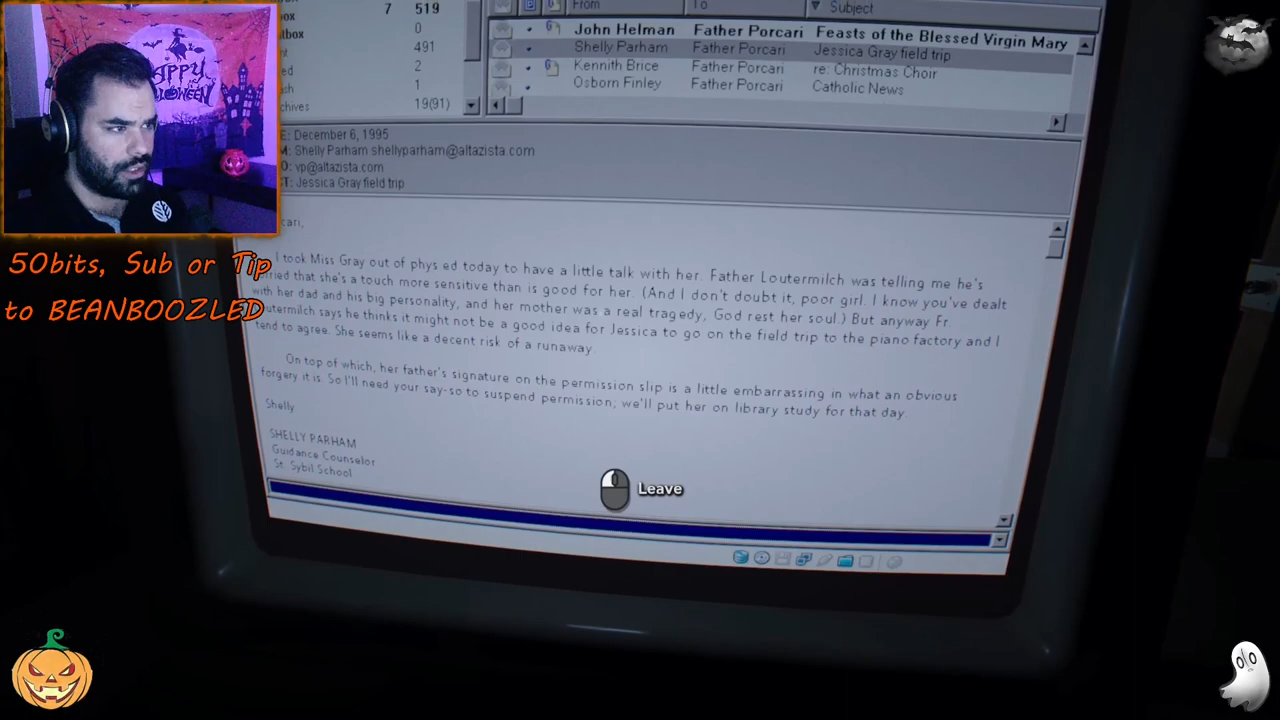 7 519
From To Subject
box
tbox 0
491
2
1
chives 19(91)
John Helman Father Porcari Feasts of the Blessed Virgin Mary
Shelly Parham Father Porcari Jessica Gray field trip
Kennith Brice Father Porcari re: Christmas Choir
Osborn Finley Father Porcari Catholic News
E: December 6, 1995
M: Shelly Parham shellyparham@altazista.com
O: vp@altazista.com
CT: Jessica Gray field trip
cari,
I took Miss Gray out of phys ed today to have a little talk with her. Father Loutermilch was telling me he's
rried that she's a touch more sensitive than is good for her. (And I don't doubt it, poor girl. I know you've dealt
with her dad and his big personality, and her mother was a real tragedy, God rest her soul.) But anyway Fr.
outermilch says he thinks it might not be a good idea for Jessica to go on the field trip to the piano factory and I
tend to agree. She seems like a decent risk of a runaway.
On top of which, her father's signature on the permission slip is a little embarrassing in what an obvious
forgery it is. So I'll need your say-so to suspend permission; we'll put her on library study for that day.
Shelly
SHELLY PARHAM
Guidance Counselor
St. Sybil School
Leave
HAPPY
HALLOWEEN
50bits, Sub or Tip
to BEANBOOZLED